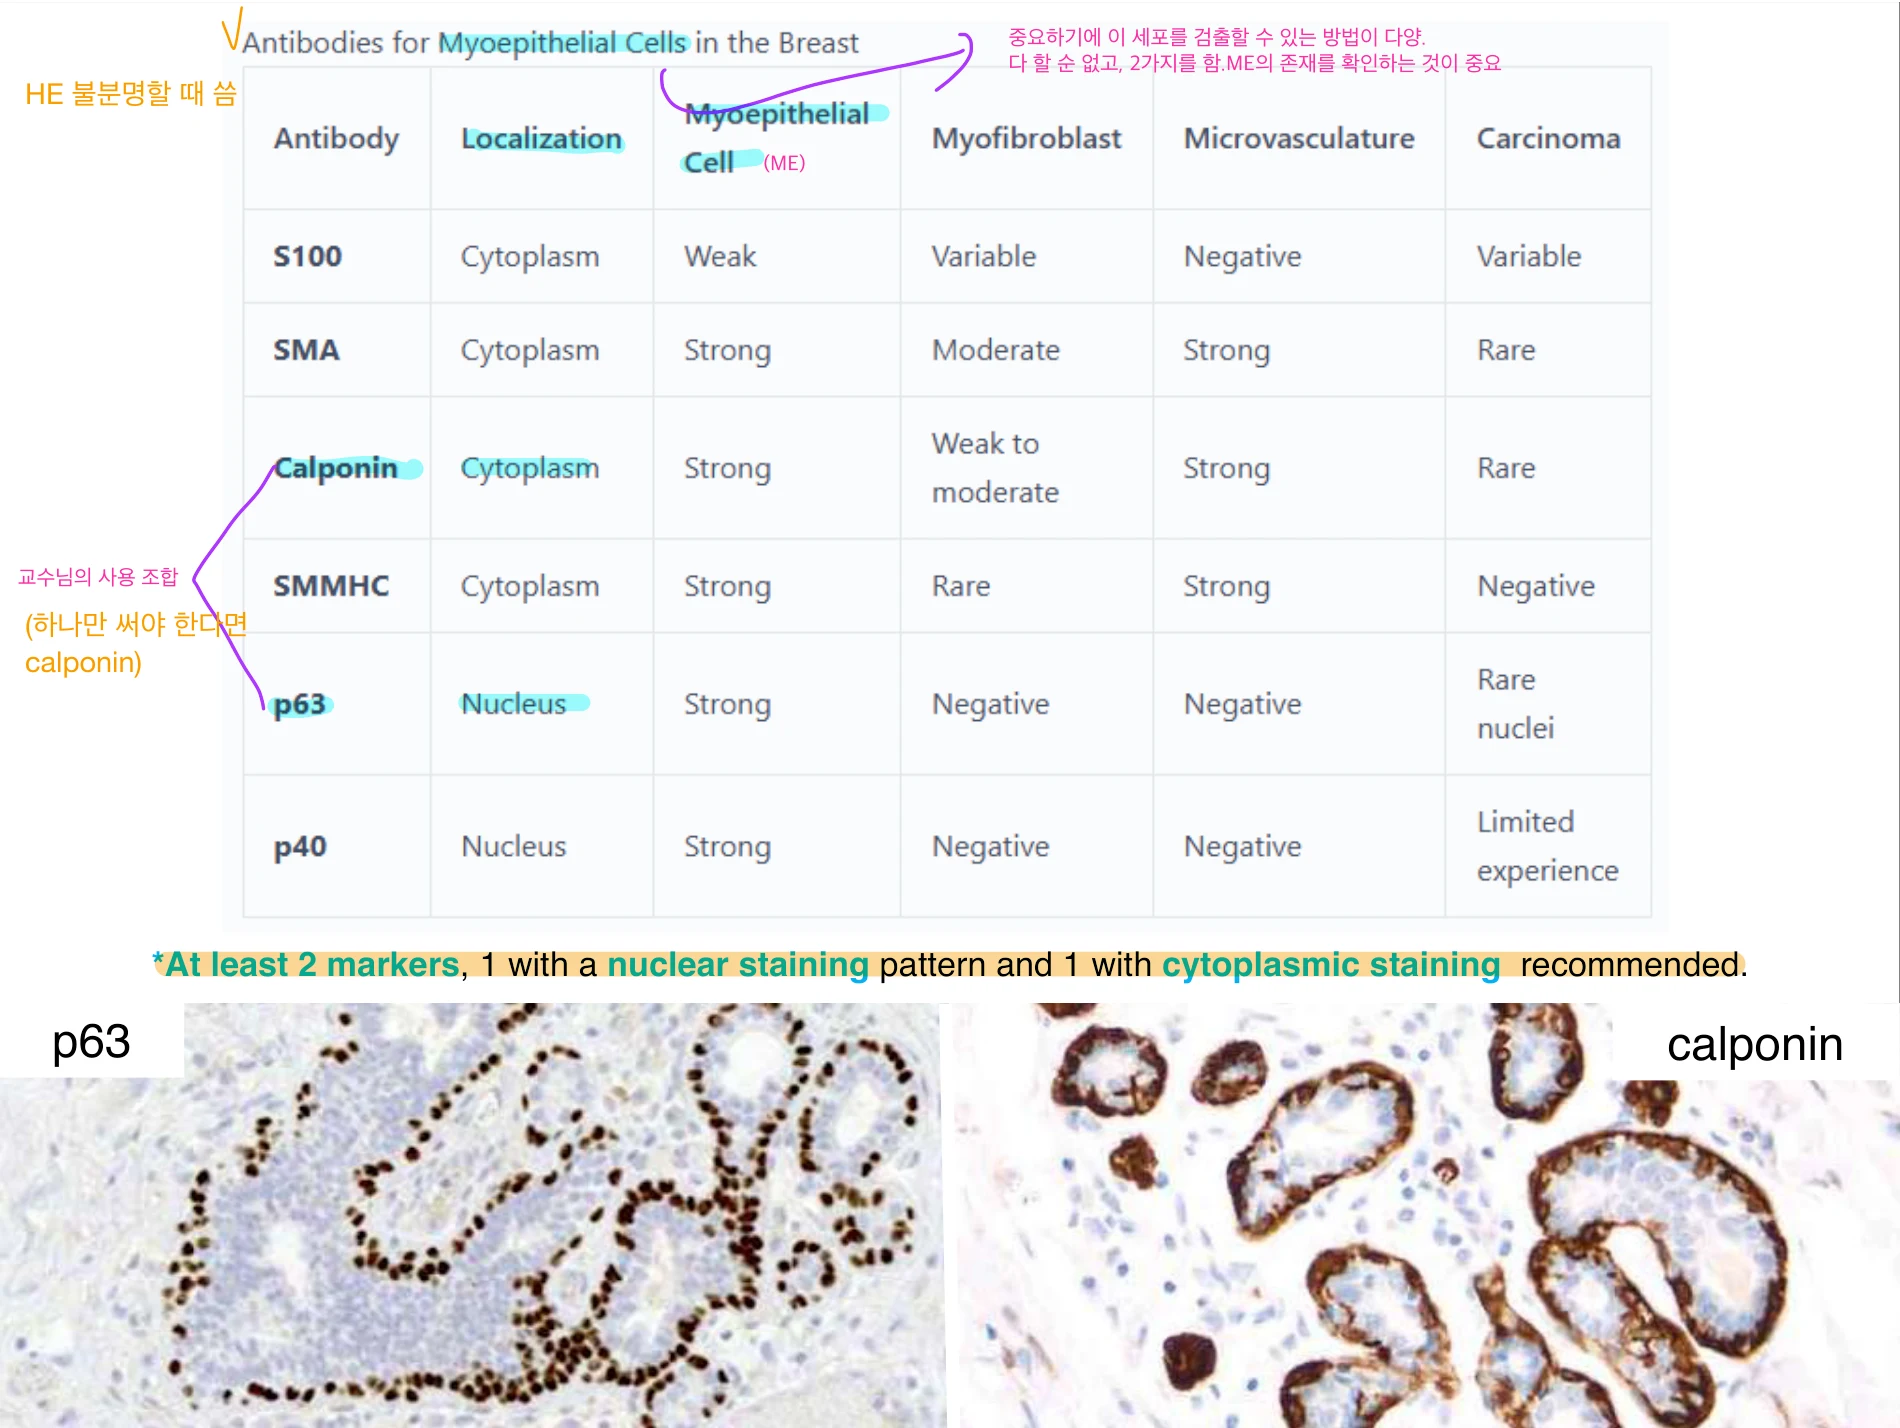 Antibodies for Myoepithelial Cells in the Breast
중요하기에 이 세포를 검출할 수 있는 방법이 다양.
다 할 순 없고, 2가지를 함.ME의 존재를 확인하는 것이 중요
HE 불분명할 때 씀
Antibody Localization Myoepithelial Cell (ME) Myofibroblast Microvasculature Carcinoma
S100 Cytoplasm Weak Variable Negative Variable
SMA Cytoplasm Strong Moderate Strong Rare
Calponin Cytoplasm Strong Weak to moderate Strong Rare
SMMHC Cytoplasm Strong Rare Strong Negative
p63 Nucleus Strong Negative Negative Rare nuclei
p40 Nucleus Strong Negative Negative Limited experience
교수님의 사용 조합
(하나만 써야 한다면
calponin)
*At least 2 markers, 1 with a nuclear staining pattern and 1 with cytoplasmic staining recommended.
p63
calponin